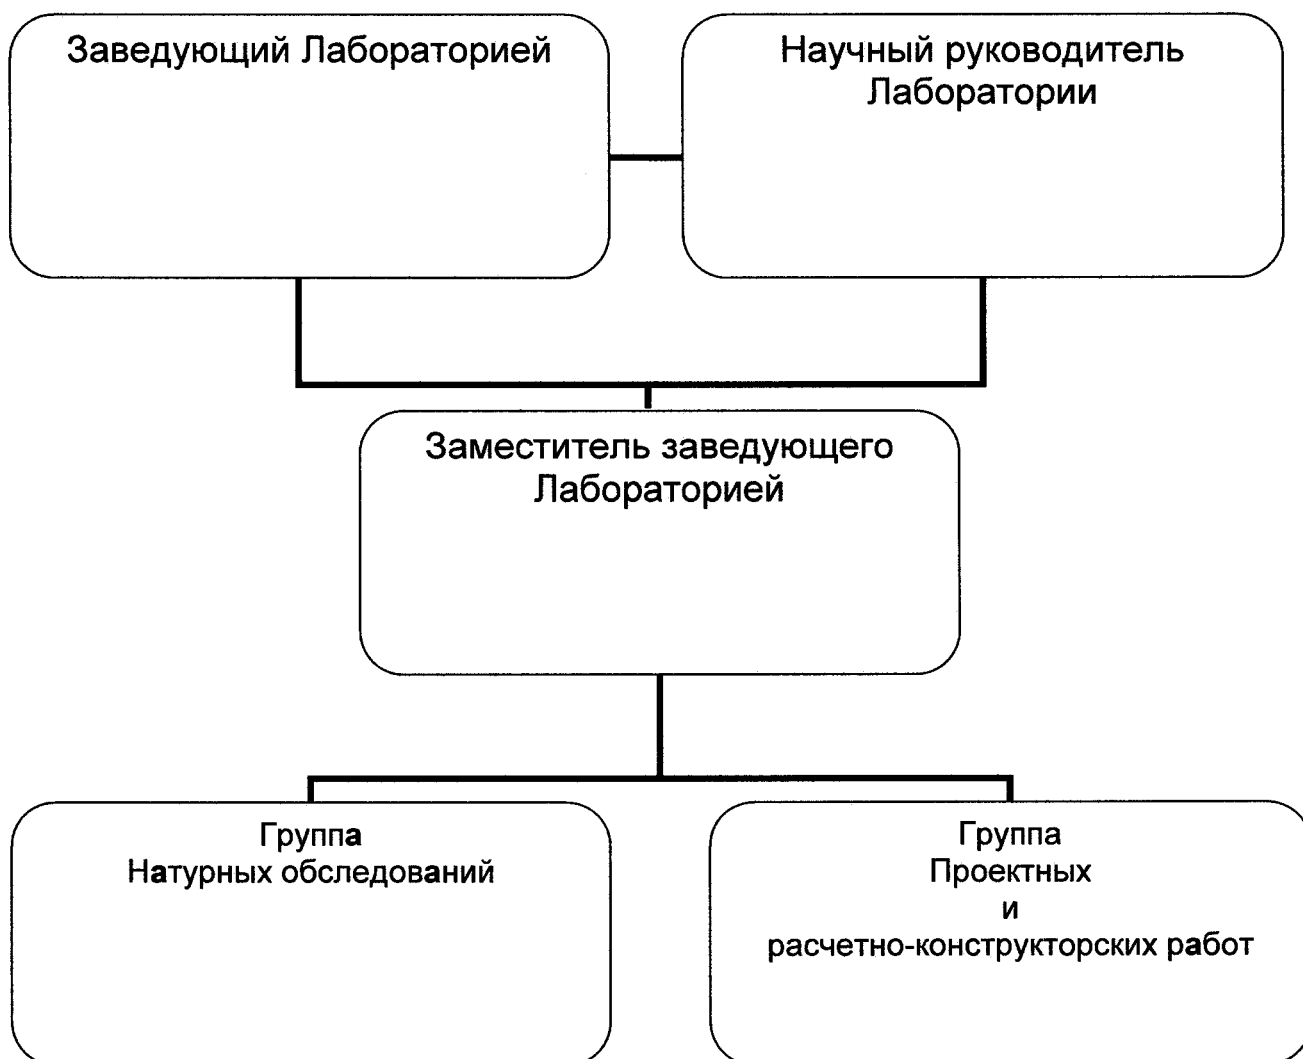 Заведующий Лабораторией
Научный руководитель
Лаборатории
Заместитель заведующего
Лабораторией
Группа
Натурных обследований
Группа
Проектных
и
расчетно-конструкторских работ